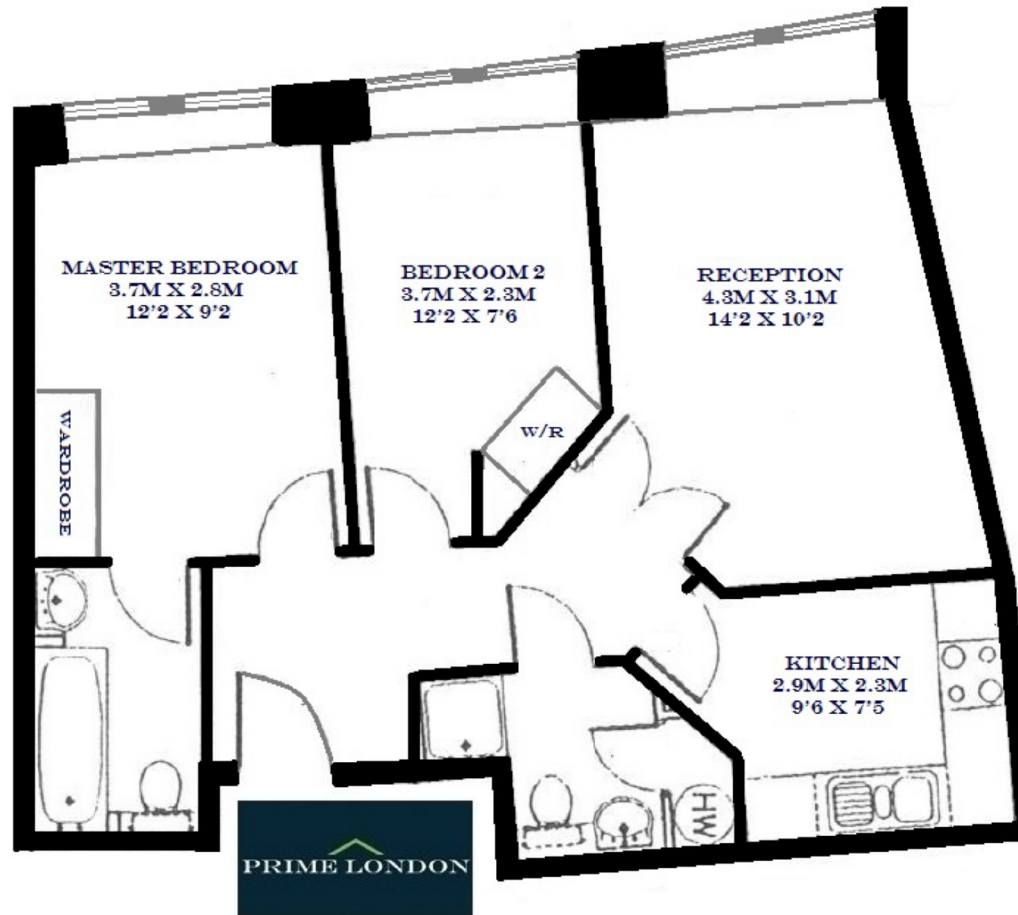 MASTER BEDROOM
3.7M X 2.8M
12'2 X 9'2
BEDROOM 2
3.7M X 2.3M
12'2 X 7'6
RECEPTION
4.3M X 3.1M
14'2 X 10'2
WARDROBE
W/R
KITCHEN
2.9M X 2.3M
9'6 X 7'5
HW
PRIME LONDON